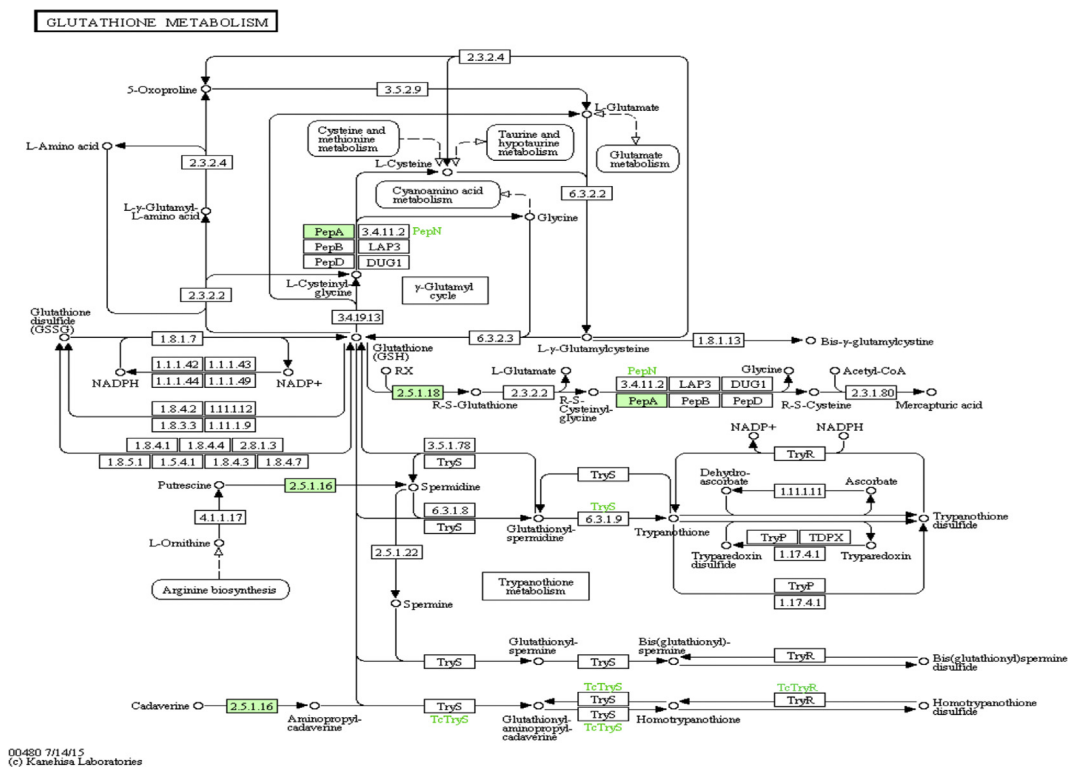 GLUTATHIONE METABOLISM
2.3.2.4
5-Oxoproline
3.5.2.9
L-Glutamate
Cysteine and
methionine
metabolism
Taurine and
hypotaurine
metabolism
L-Amino acid
2.3.2.4
L-Cysteine
Glutamate
metabolism
Cyanoamino acid
metabolism
6.3.2.2
L-γ-Glutamyl-
L-amino acid
Glycine
PepA
3.4.11.2
PepN
PepB
LAP3
PepD
DUG1
L-Cysteinyl-
glycine
γ-Glutamyl
cycle
2.3.2.2
3.4.19.13
Glutathione
disulfide
(GSSG)
1.8.1.7
Glutathione
(GSH)
6.3.2.3
L-γ-Glutamylcysteine
1.8.1.13
Bis-γ-glutamylcystine
1.1.1.42
1.1.1.43
1.1.1.44
1.1.1.49
NADPH
NADP+
RX
2.5.1.18
R-S-Glutathione
L-Glutamate
2.3.2.2
R-S-
Cysteinyl-
glycine
PepN
3.4.11.2
LAP3
DUG1
PepA
PepB
PepD
Glycine
R-S-Cysteine
Acetyl-CoA
2.3.1.80
Mercapturic acid
1.8.4.2
1.11.1.12
1.8.3.3
1.11.1.9
1.8.4.1
1.8.4.4
2.8.1.3
1.8.5.1
1.5.4.1
1.8.4.3
1.8.4.7
NADP+
NADPH
TryR
3.5.1.78
TryS
TryS
Dehydro-
ascorbate
Ascorbate
1.11.1.11
Putrescine
2.5.1.16
Spermidine
6.3.1.8
TryS
Glutathionyl-
spermidine
TryS
6.3.1.9
Trypanothione
Trypanothione
disulfide
4.1.1.17
L-Ornithine
2.5.1.22
TryP
TDPX
1.17.4.1
Tryparedoxin
disulfide
Tryparedoxin
Arginine biosynthesis
Trypanothione
metabolism
TryP
1.17.4.1
Spermine
TryS
Glutathionyl-
spermine
TryS
Bis(glutathionyl)-
spermine
TryR
Bis(glutathionyl)spermine
disulfide
Cadaverine
2.5.1.16
Aminopropyl-
cadaverine
TryS
TcTryS
Glutathionyl-
aminopropyl-
cadaverine
TcTryS
TryS
TryS
TcTryS
Homotrypanothione
TcTryR
TryR
Homotrypanothione
disulfide
00480 7/14/15
(c) Kanehisa Laboratories